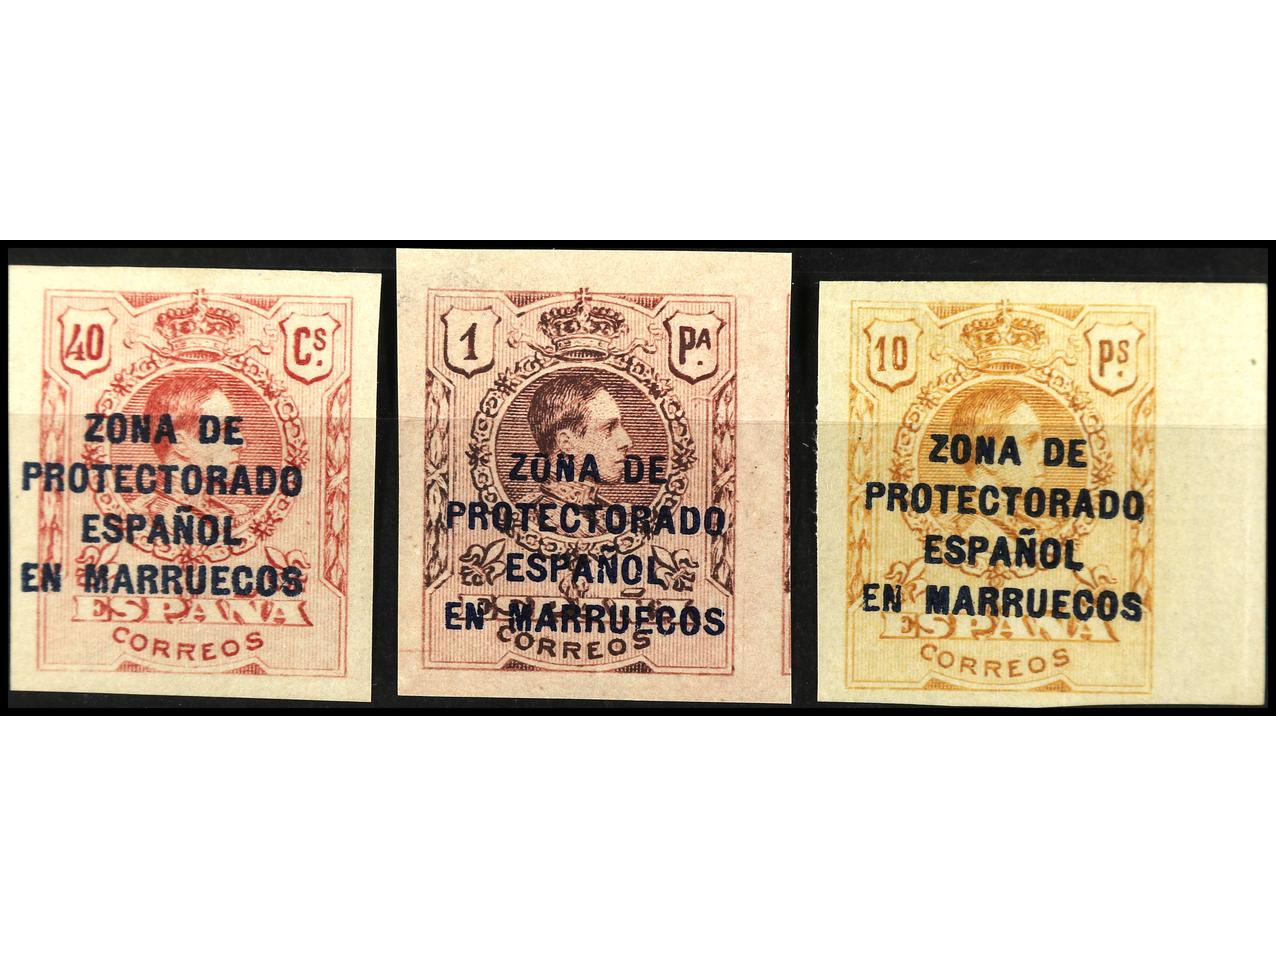 40 Cs.
ZONA DE
PROTECTORADO
ESPAÑOL
EN MARRUECOS
ESPAÑA
CORREOS
1 PA.
ZONA DE
PROTECTORADO
ESPAÑOL
EN MARRUECOS
ESPAÑA
CORREOS
10 Ps.
ZONA DE
PROTECTORADO
ESPAÑOL
EN MARRUECOS
ESPAÑA
CORREOS